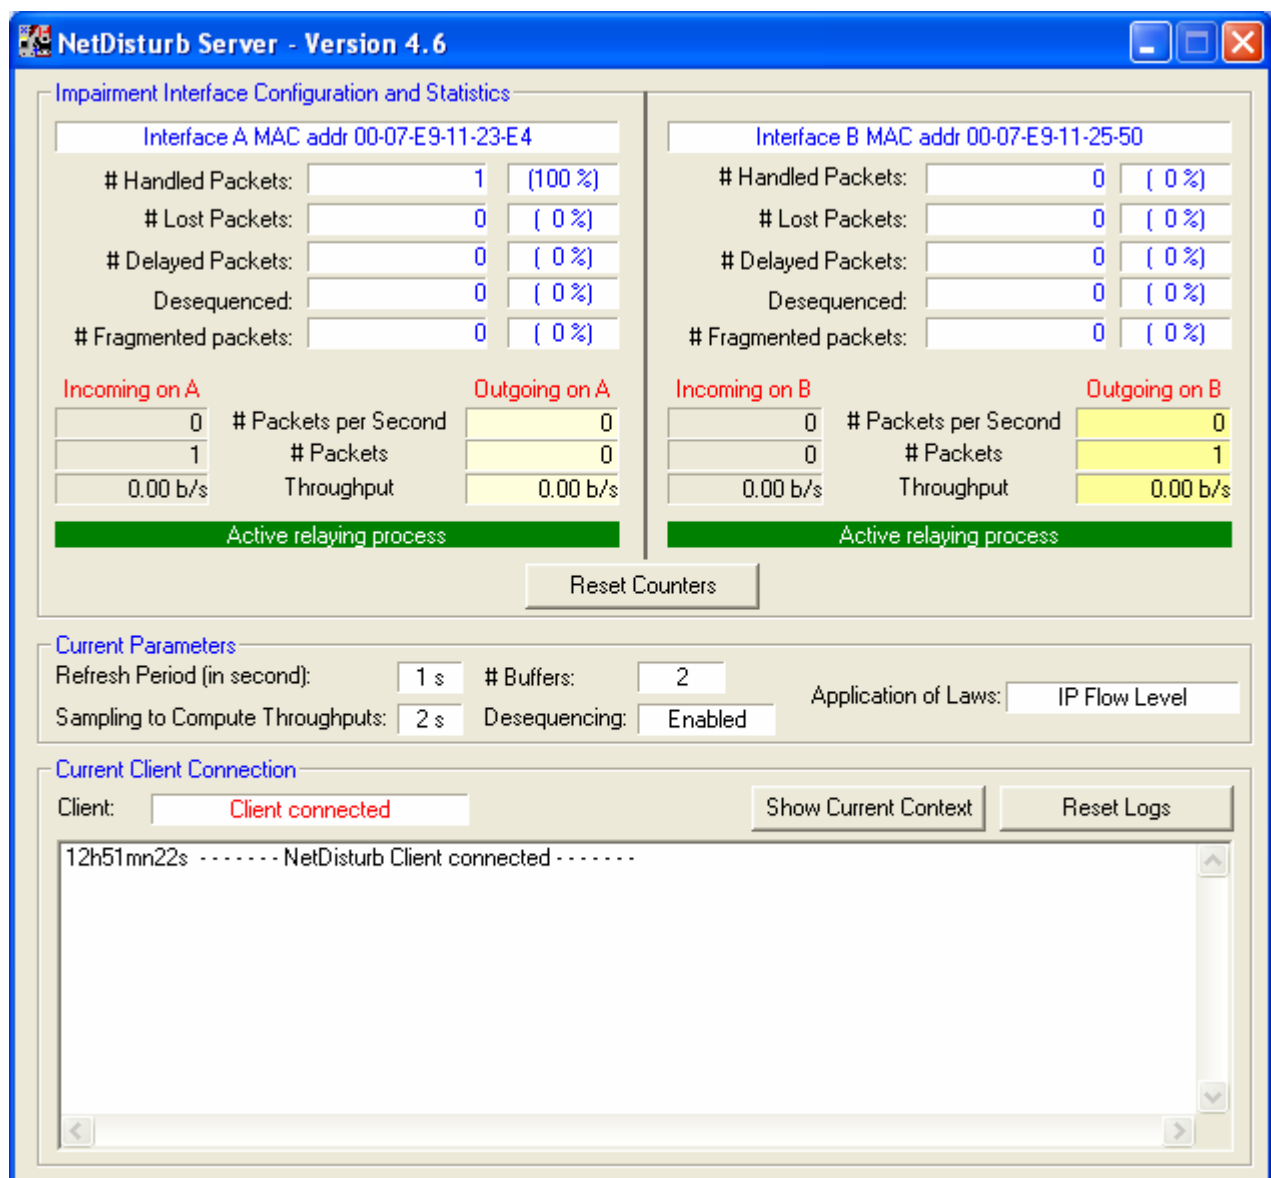 NetDisturb Server - Version 4.6
Impairment Interface Configuration and Statistics
Interface A MAC addr 00-07-E9-11-23-E4
# Handled Packets: 1 (100 %)
# Lost Packets: 0 ( 0 %)
# Delayed Packets: 0 ( 0 %)
Desequenced: 0 ( 0 %)
# Fragmented packets: 0 ( 0 %)
Incoming on A Outgoing on A
0 # Packets per Second 0
1 # Packets 0
0.00 b/s Throughput 0.00 b/s
Active relaying process
Interface B MAC addr 00-07-E9-11-25-50
# Handled Packets: 0 ( 0 %)
# Lost Packets: 0 ( 0 %)
# Delayed Packets: 0 ( 0 %)
Desequenced: 0 ( 0 %)
# Fragmented packets: 0 ( 0 %)
Incoming on B Outgoing on B
0 # Packets per Second 0
0 # Packets 1
0.00 b/s Throughput 0.00 b/s
Active relaying process
Reset Counters
Current Parameters
Refresh Period (in second): 1 s # Buffers: 2
Application of Laws: IP Flow Level
Sampling to Compute Throughputs: 2 s Desequencing: Enabled
Current Client Connection
Client: Client connected Show Current Context Reset Logs
12h51mn22s - - - - - - - NetDisturb Client connected - - - - - - -